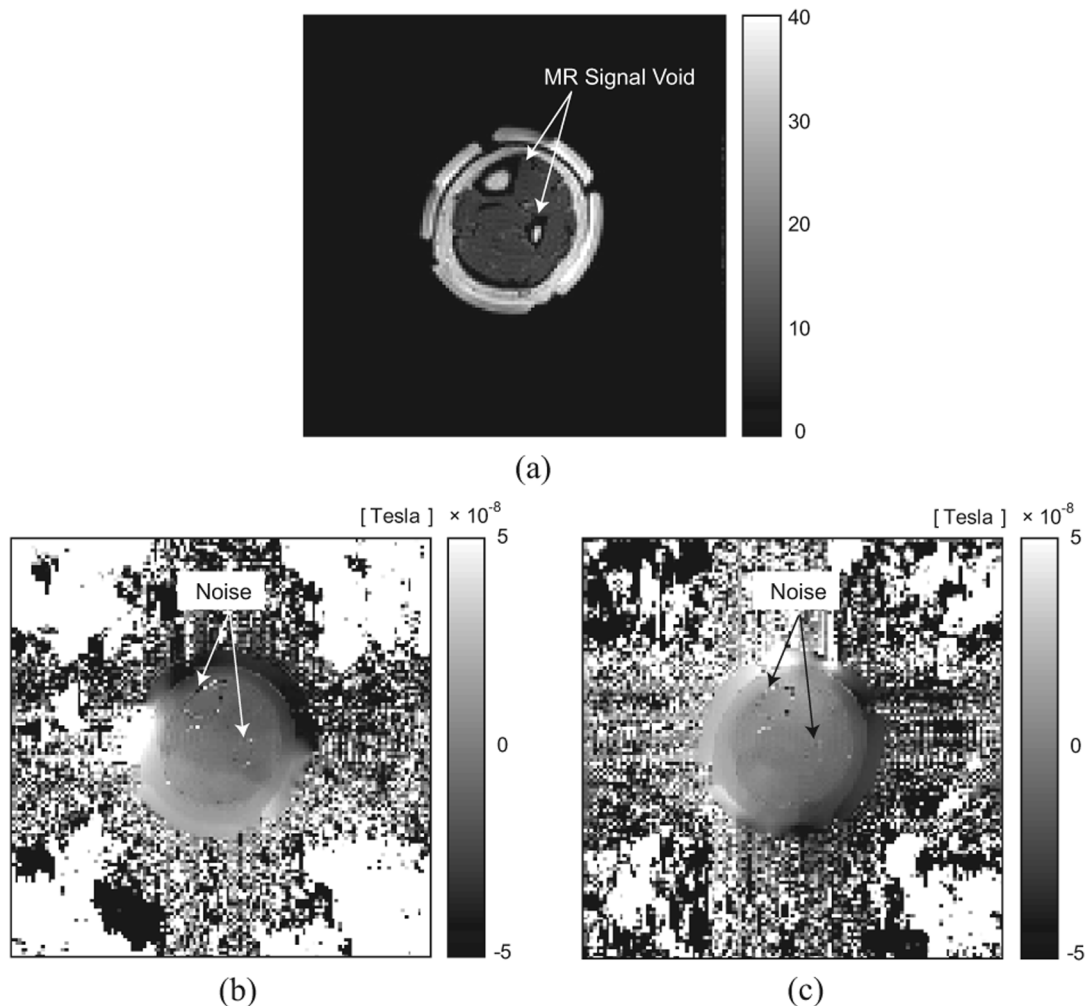 40
MR Signal Void
30
20
10
0
(a)
[ Tesla ] × 10-8
5
Noise
0
-5
(b)
[ Tesla ] × 10-8
5
Noise
0
-5
(c)